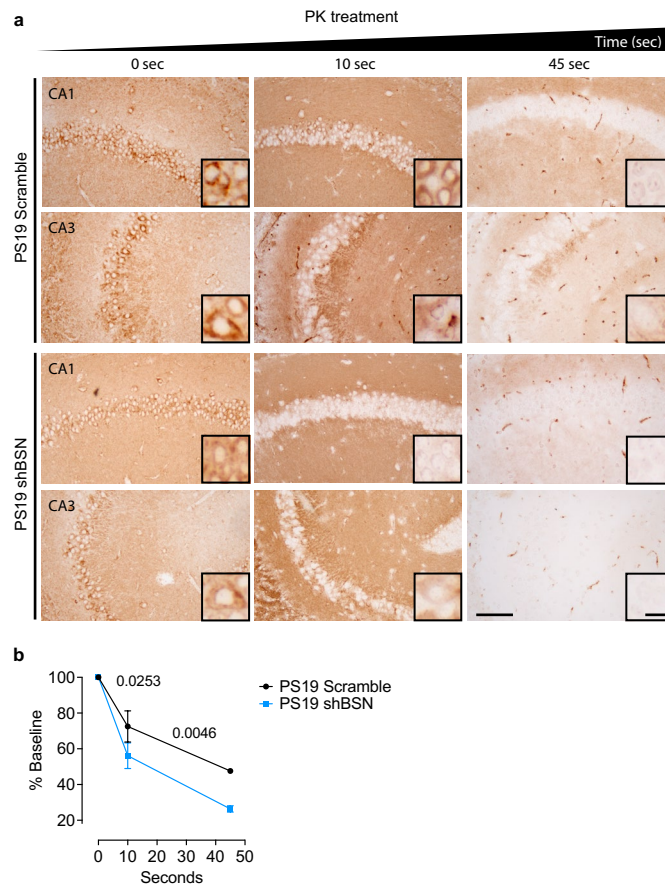 a
PK treatment
Time (sec)
0 sec 10 sec 45 sec
PS19 Scramble
CA1
CA3
PS19 shBSN
CA1
CA3
b
% Baseline
100
80
60
40
20
0.0253
0.0046
PS19 Scramble
PS19 shBSN
0 10 20 30 40 50
Seconds